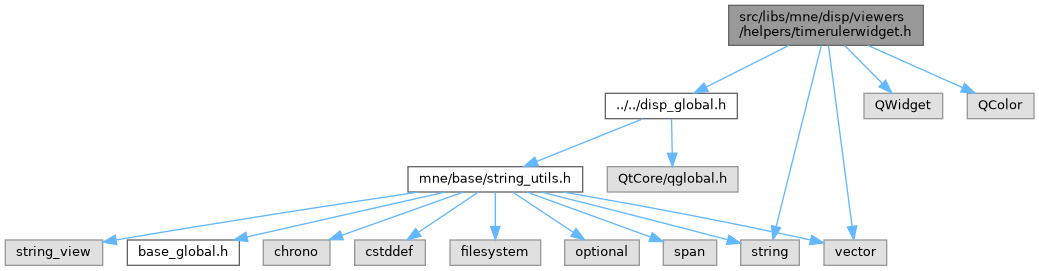 src/libs/mne/disp/viewers
/helpers/timerulerwidget.h
../../disp_global.h
QWidget
QColor
mne/base/string_utils.h
QtCore/qglobal.h
string_view
base_global.h
chrono
cstddef
filesystem
optional
span
string
vector